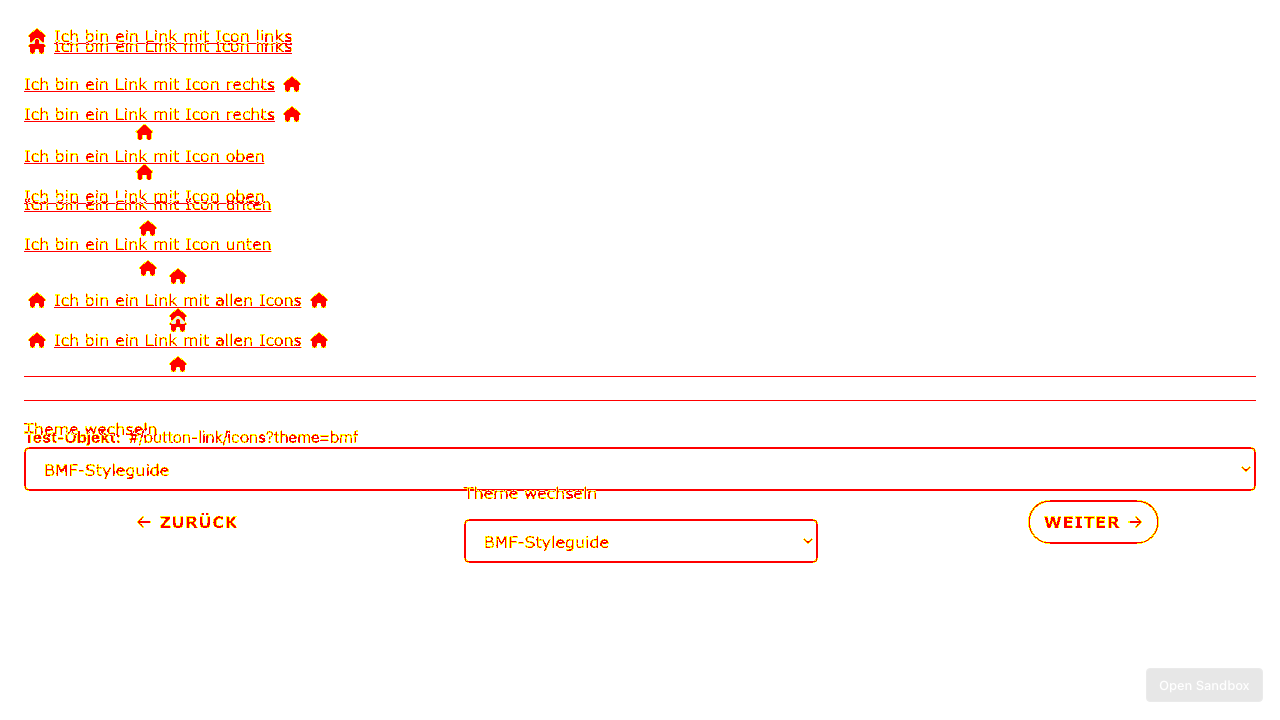 Ich bin ein Link mit Icon links
Ich bin ein Link mit Icon links
Ich bin ein Link mit Icon rechts
Ich bin ein Link mit Icon rechts
Ich bin ein Link mit Icon oben
Ich bin ein Link mit Icon oben
Ich bin ein Link mit Icon unten
Ich bin ein Link mit Icon unten
Ich bin ein Link mit allen Icons
Ich bin ein Link mit allen Icons
Theme wechseln
Test-Objekt: #/button-link/icons?theme=bmf
BMF-Styleguide
Theme wechseln
← ZURÜCK
BMF-Styleguide
WEITER →
Open Sandbox